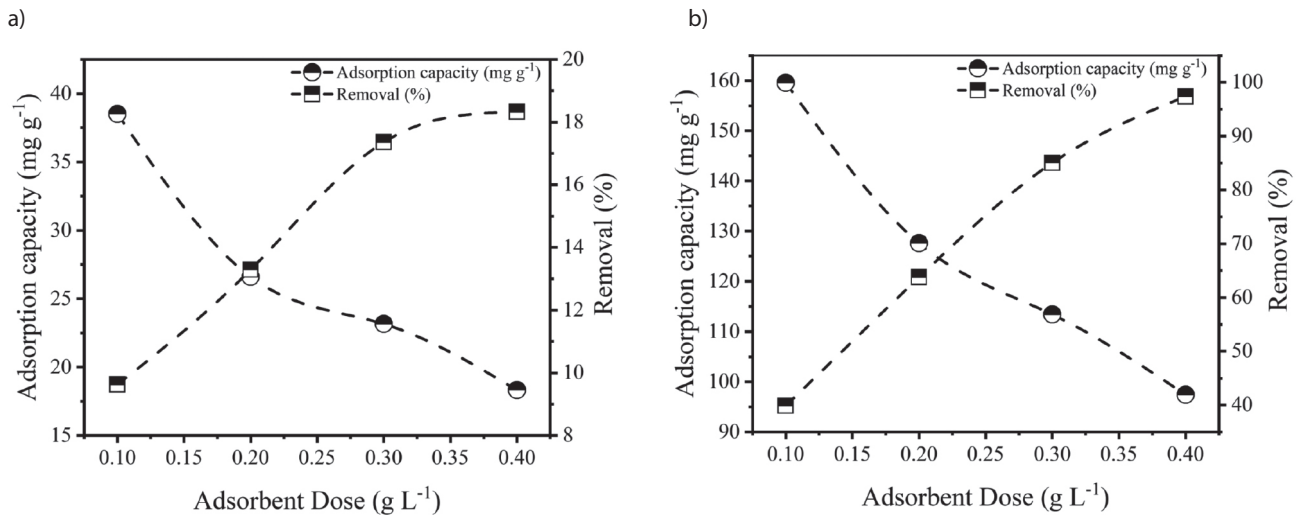 a)
Adsorption capacity (mg g⁻¹)
Removal (%)
40
35
30
25
20
15
20
18
16
14
12
10
8
0.10 0.15 0.20 0.25 0.30 0.35 0.40
Adsorbent Dose (g L⁻¹)
Adsorption capacity (mg g⁻¹)
Removal (%)
b)
Adsorption capacity (mg g⁻¹)
Removal (%)
160
150
140
130
120
110
100
90
100
90
80
70
60
50
40
0.10 0.15 0.20 0.25 0.30 0.35 0.40
Adsorbent Dose (g L⁻¹)
Adsorption capacity (mg g⁻¹)
Removal (%)